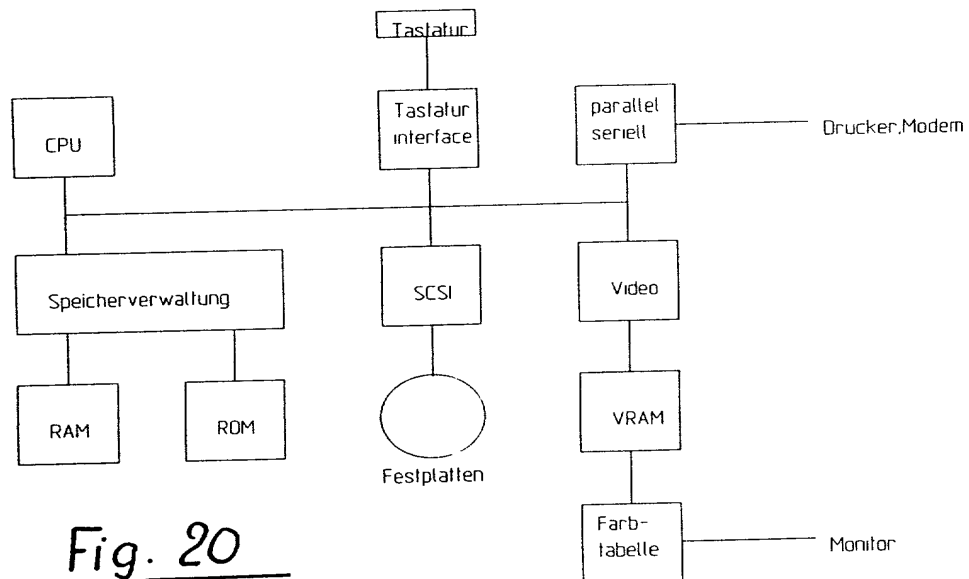 Tastatur
CPU
Tastatur
interface
parallel
seriell
Drucker,Modem
Speicherverwaltung
SCSI
Video
RAM
ROM
Festplatten
VRAM
Farb-
tabelle
Monitor
Fig. 20